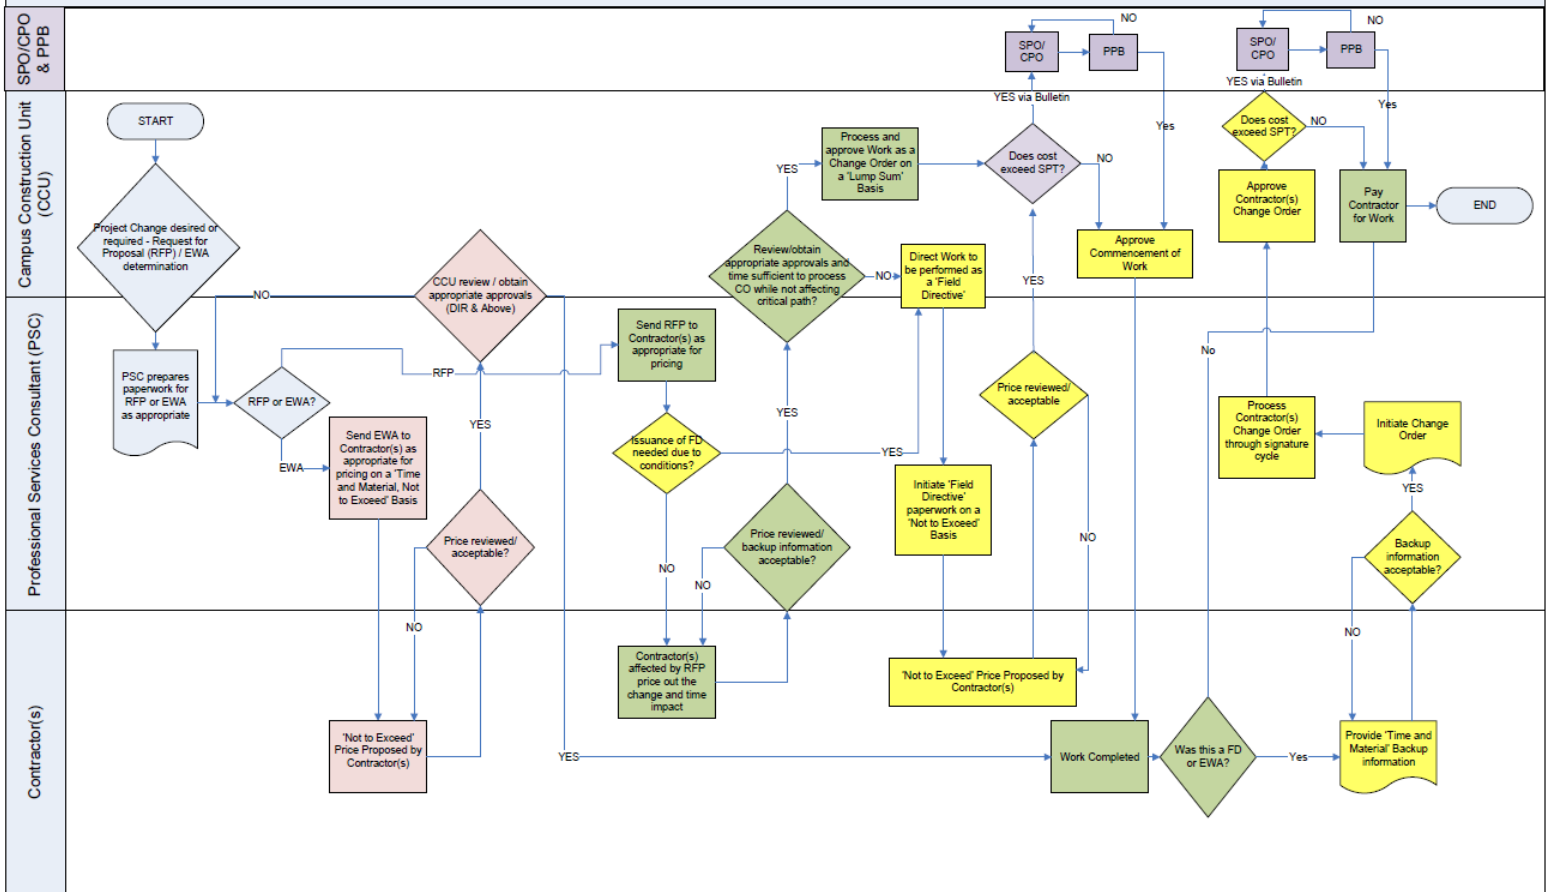 SPO/CPO
& PPB
NO
SPO/
CPO
PPB
YES via Bulletin
Yes
NO
SPO/
CPO
PPB
YES via Bulletin
Yes
Campus Construction Unit
(CCU)
START
Project Change desired or
required - Request for
Proposal (RFP) / EWA
determination
CCU review / obtain
appropriate approvals
(DIR & Above)
NO
Review/obtain
appropriate approvals and
time sufficient to process
CO while not affecting
critical path?
YES
NO
Process and
approve Work as a
Change Order on
a 'Lump Sum'
Basis
Direct Work to
be performed as
a 'Field
Directive'
Does cost
exceed SPT?
NO
YES
Approve
Commencement of
Work
Does cost
exceed SPT?
NO
Approve
Contractor(s)
Change Order
Pay
Contractor
for Work
END
Professional Services Consultant (PSC)
PSC prepares
paperwork for
RFP or EWA
as appropriate
RFP or EWA?
RFP
EWA
Send EWA to
Contractor(s) as
appropriate for
pricing on a 'Time
and Material, Not
to Exceed' Basis
YES
Price reviewed/
acceptable?
NO
Send RFP to
Contractor(s) as
appropriate for
pricing
Issuance of FD
needed due to
conditions?
YES
NO
YES
Price reviewed/
backup information
acceptable?
NO
Initiate 'Field
Directive'
paperwork on a
'Not to Exceed'
Basis
Price reviewed/
acceptable
NO
No
Process
Contractor(s)
Change Order
through signature
cycle
Initiate Change
Order
YES
Backup
information
acceptable?
NO
Contractor(s)
'Not to Exceed'
Price Proposed by
Contractor(s)
YES
Contractor(s)
affected by RFP
price out the
change and time
impact
'Not to Exceed' Price Proposed by
Contractor(s)
Work Completed
Was this a FD
or EWA?
Yes
Provide 'Time and
Material' Backup
information